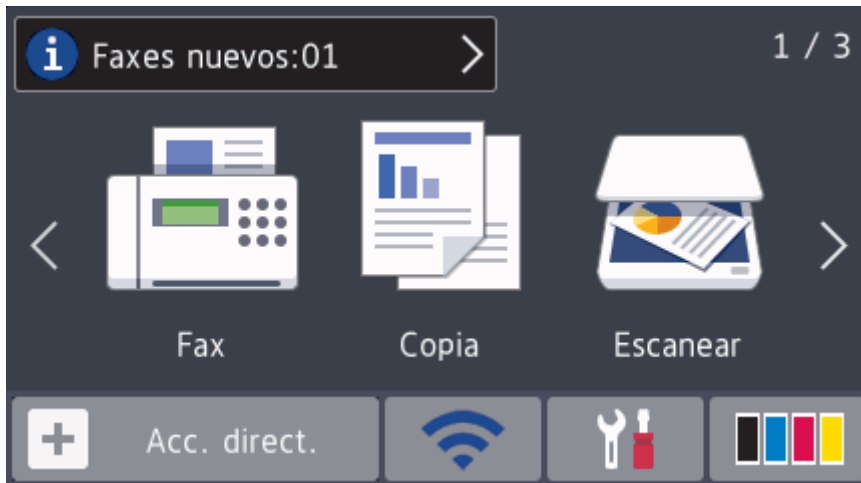 Faxes nuevos:01
1 / 3
Fax
Copia
Escanear
Acc. direct.